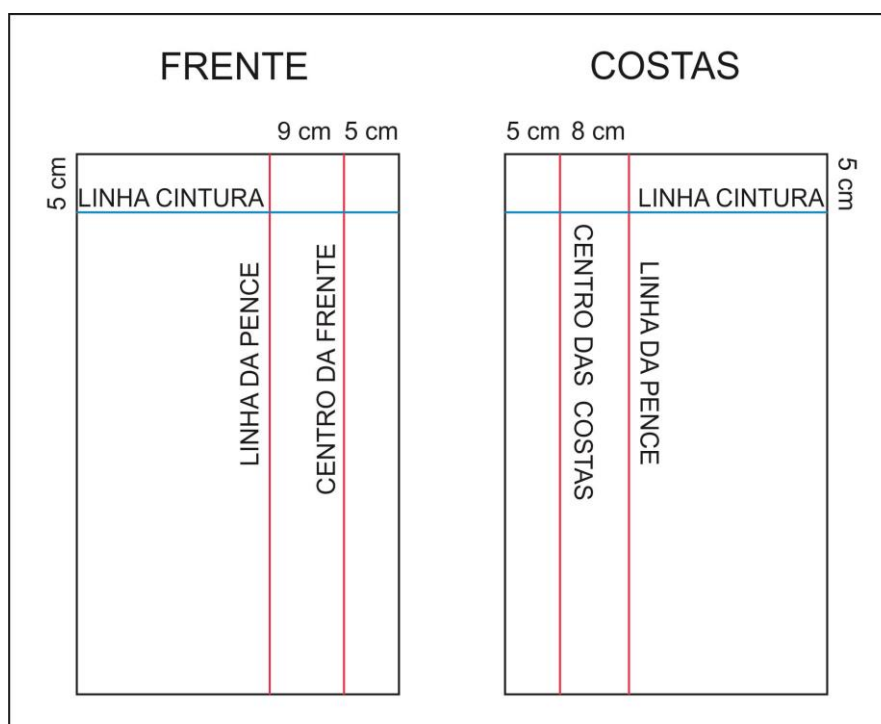 FRENTE
COSTAS
9 cm 5 cm
5 cm 8 cm
5 cm
LINHA CINTURA
LINHA DA PENCE
CENTRO DA FRENTE
CENTRO DAS COSTAS
LINHA DA PENCE
LINHA CINTURA
5 cm